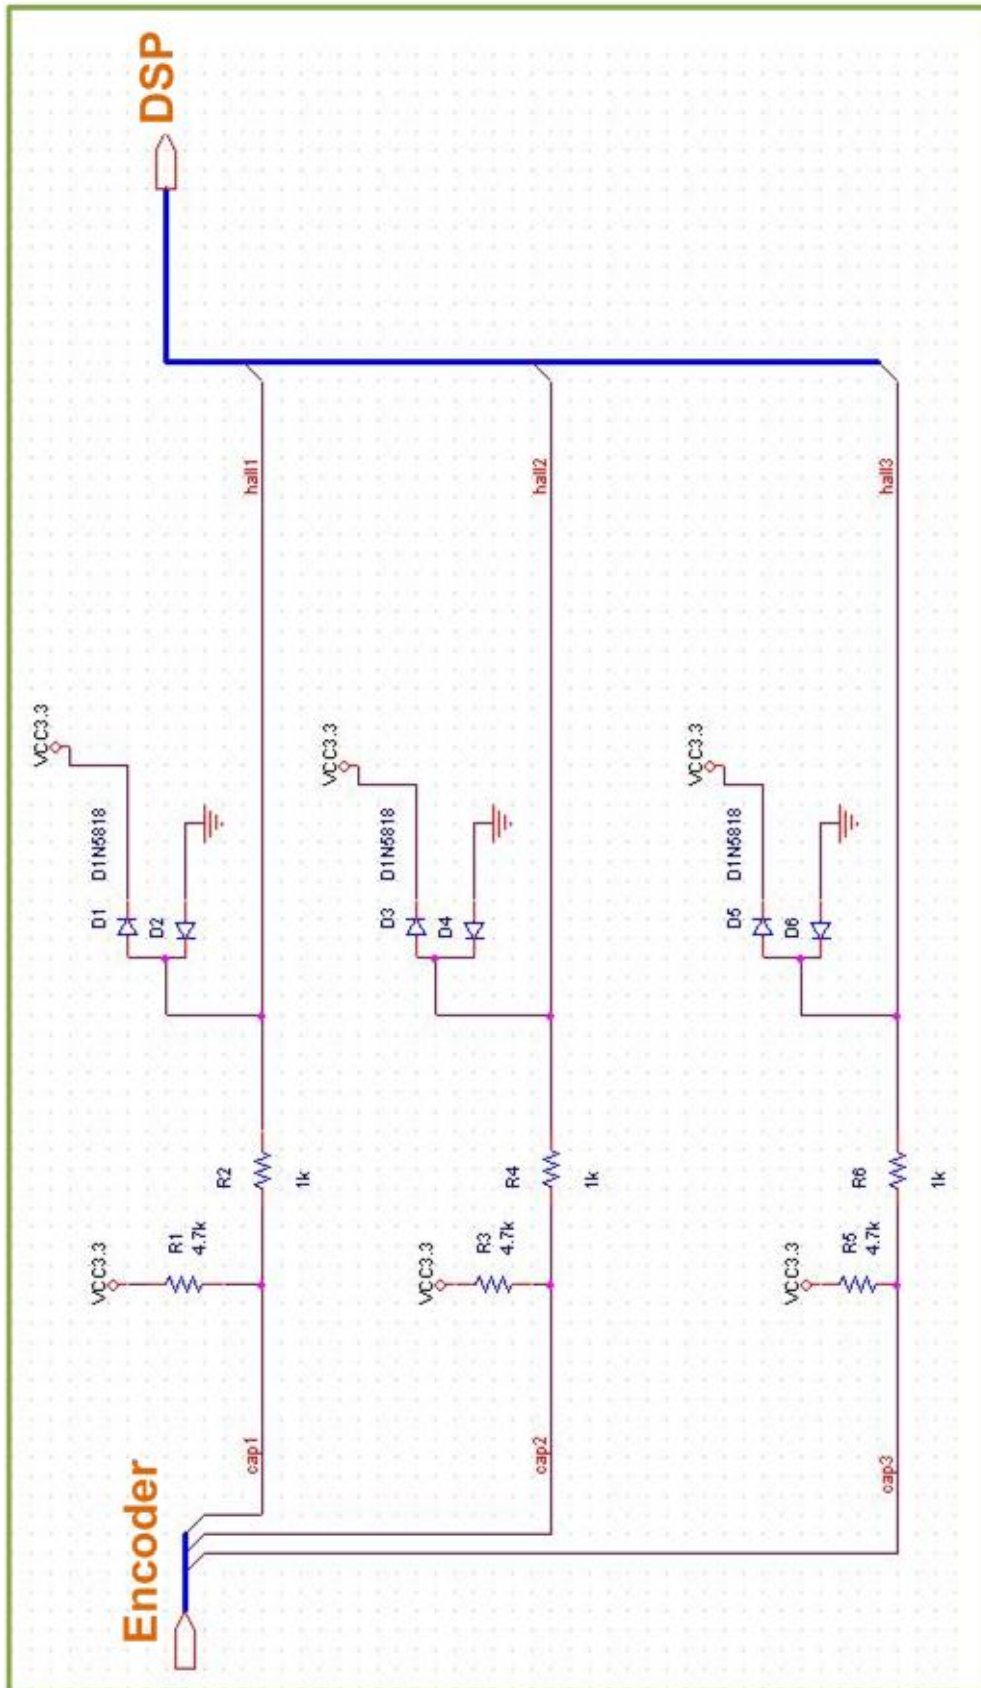 Encoder
DSP
cap1
VCC3.3
R1
4.7k
R2
1k
D1
D1N5818
D2
VCC3.3
hall1
cap2
VCC3.3
R3
4.7k
R4
1k
D3
D1N5818
D4
VCC3.3
hall2
cap3
VCC3.3
R5
4.7k
R6
1k
D5
D1N5818
D6
VCC3.3
hall3